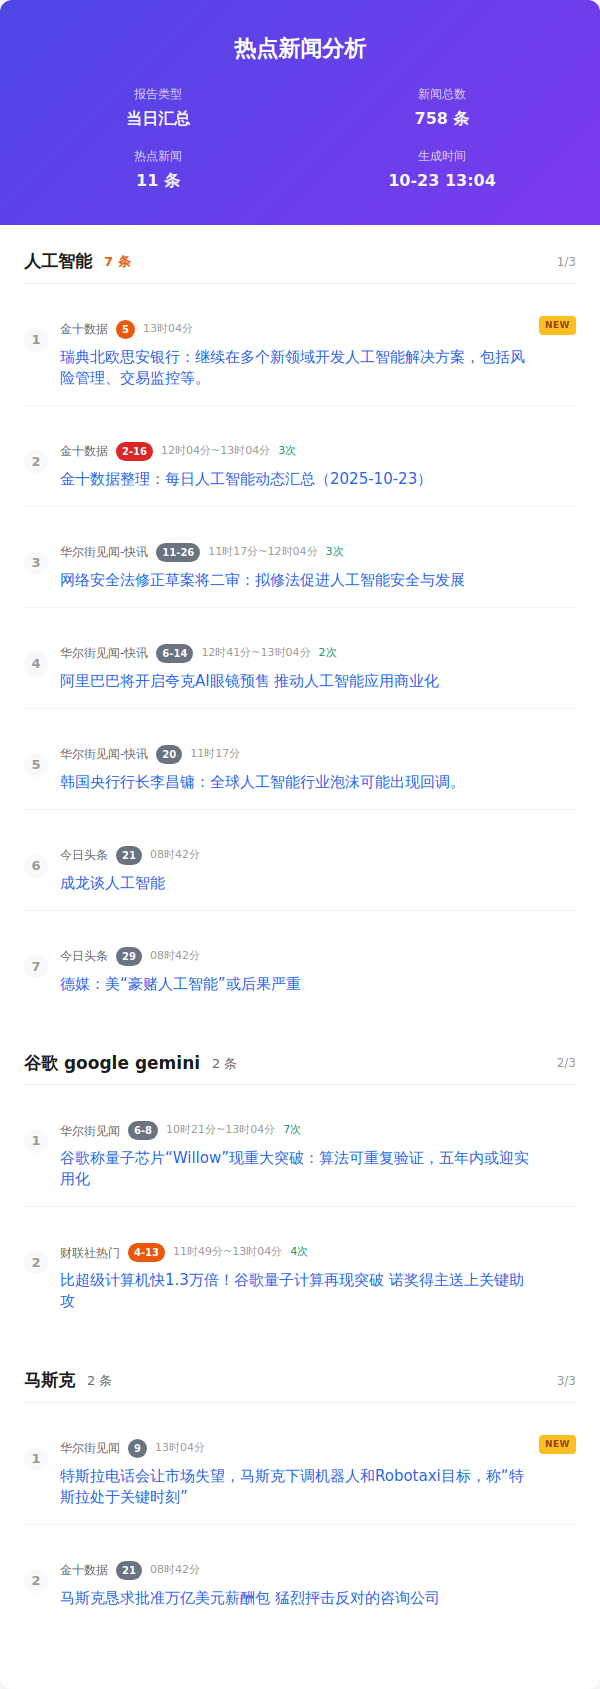 热点新闻分析
报告类型
当日汇总
新闻总数
758 条
热点新闻
11 条
生成时间
10-23 13:04
人工智能 7 条 1/3
1 金十数据 5 13时04分 NEW
瑞典北欧思安银行：继续在多个新领域开发人工智能解决方案，包括风
险管理、交易监控等。
2 金十数据 2-16 12时04分~13时04分 3次
金十数据整理：每日人工智能动态汇总（2025-10-23）
3 华尔街见闻-快讯 11-26 11时17分~12时04分 3次
网络安全法修正草案将二审：拟修法促进人工智能安全与发展
4 华尔街见闻-快讯 6-14 12时41分~13时04分 2次
阿里巴巴将开启夸克AI眼镜预售 推动人工智能应用商业化
5 华尔街见闻-快讯 20 11时17分
韩国央行行长李昌镛：全球人工智能行业泡沫可能出现回调。
6 今日头条 21 08时42分
成龙谈人工智能
7 今日头条 29 08时42分
德媒：美“豪赌人工智能”或后果严重
谷歌 google gemini 2 条 2/3
1 华尔街见闻 6-8 10时21分~13时04分 7次
谷歌称量子芯片“Willow”现重大突破：算法可重复验证，五年内或迎实
用化
2 财联社热门 4-13 11时49分~13时04分 4次
比超级计算机快1.3万倍！谷歌量子计算再现突破 诺奖得主送上关键助
攻
马斯克 2 条 3/3
1 华尔街见闻 9 13时04分 NEW
特斯拉电话会让市场失望，马斯克下调机器人和Robotaxi目标，称“特
斯拉处于关键时刻”
2 金十数据 21 08时42分
马斯克恳求批准万亿美元薪酬包 猛烈抨击反对的咨询公司